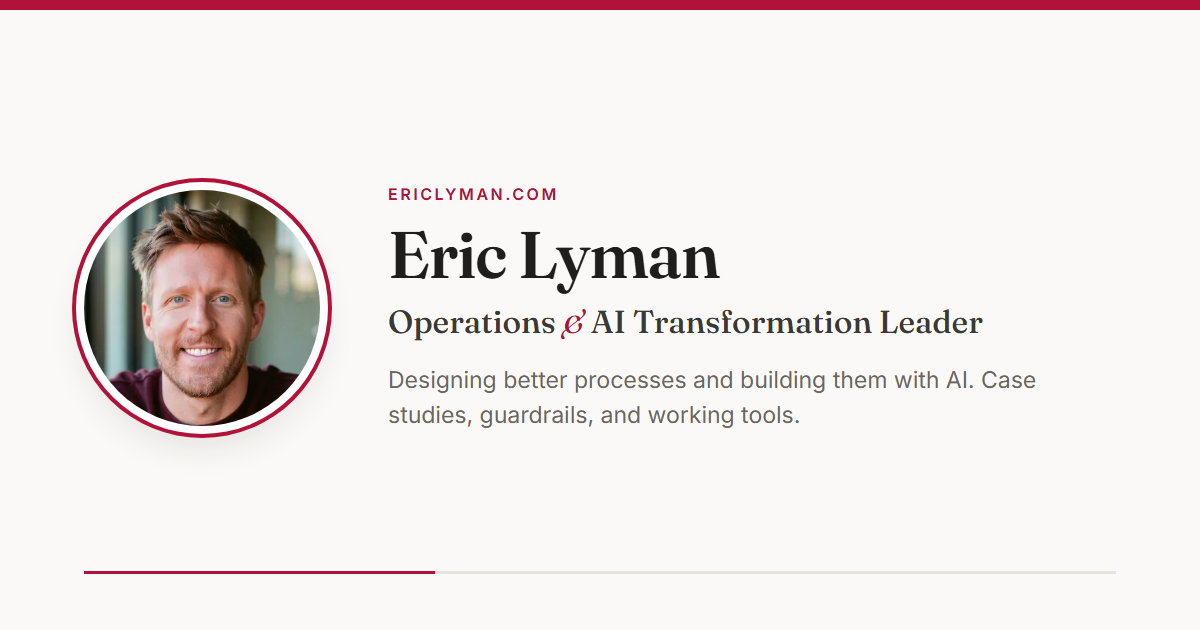 ERICLYMAN.COM
Eric Lyman
Operations & AI Transformation Leader
Designing better processes and building them with AI. Case
studies, guardrails, and working tools.